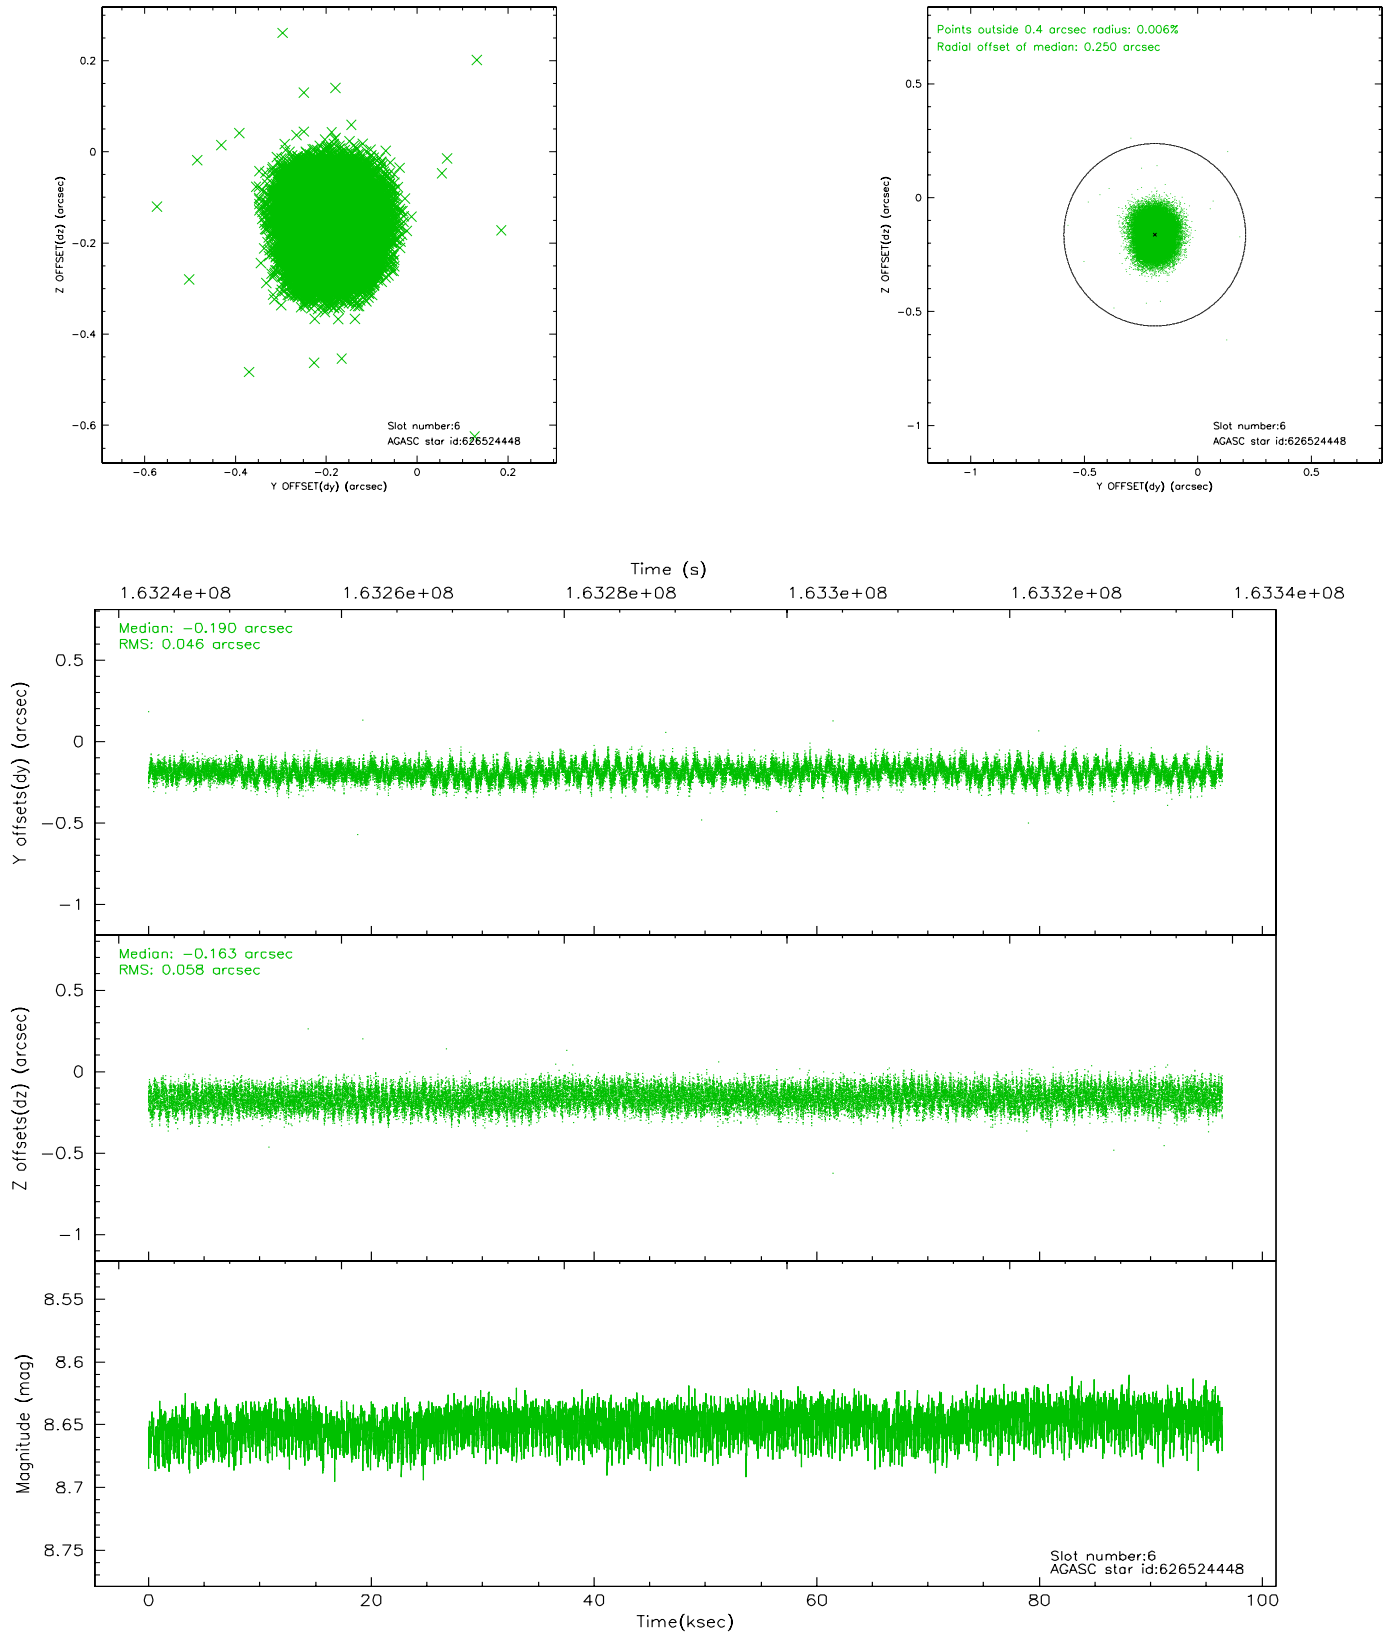 0.2
0
−0.2
−0.4
−0.6
Z OFFSET(dz) (arcsec)
Slot number:6
AGASC star id:626524448
−0.6 −0.4 −0.2 0 0.2
Y OFFSET(dy) (arcsec)
Points outside 0.4 arcsec radius: 0.006%
Radial offset of median: 0.250 arcsec
0.5
0
−0.5
−1
Z OFFSET(dz) (arcsec)
Slot number:6
AGASC star id:626524448
−1 −0.5 0 0.5
Y OFFSET(dy) (arcsec)
Time (s)
1.6324e+08 1.6326e+08 1.6328e+08 1.633e+08 1.6332e+08 1.6334e+08
Median: −0.190 arcsec
RMS: 0.046 arcsec
0.5
0
−0.5
−1
Y offsets(dy) (arcsec)
Median: −0.163 arcsec
RMS: 0.058 arcsec
0.5
0
−0.5
−1
Z offsets(dz) (arcsec)
8.55
8.6
8.65
8.7
8.75
Magnitude (mag)
Slot number:6
AGASC star id:626524448
0 20 40 60 80 100
Time(ksec)